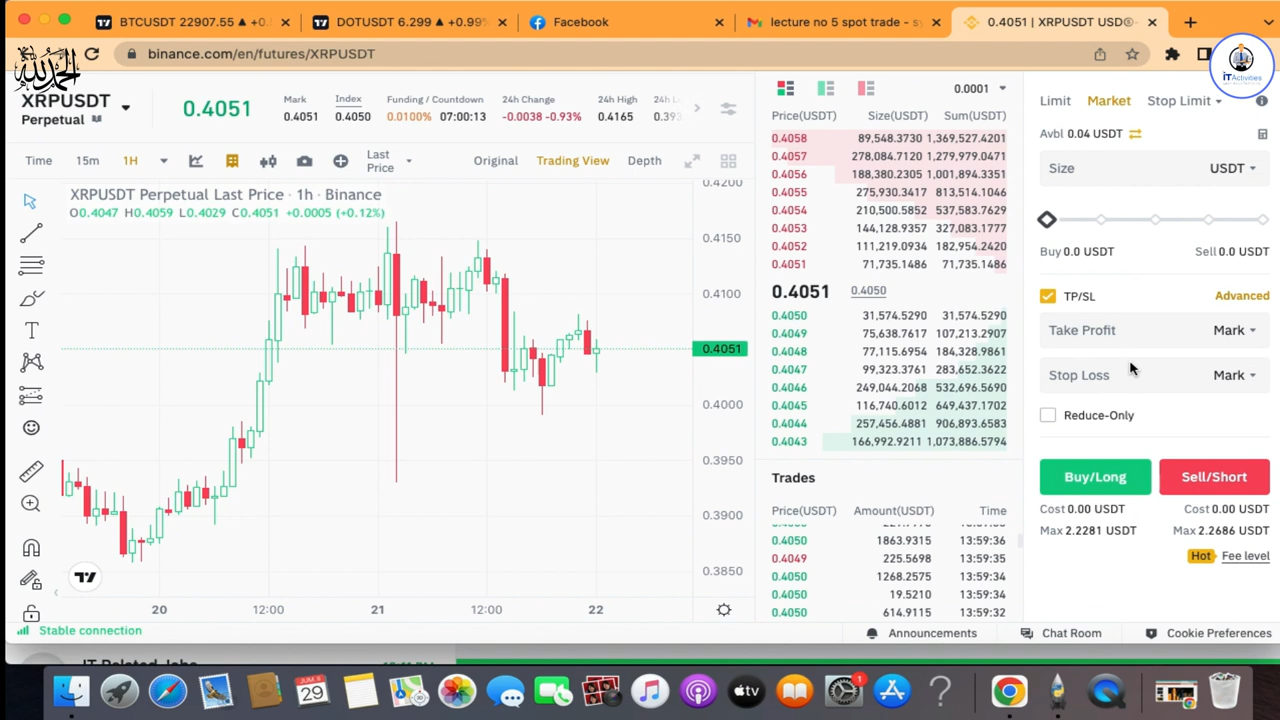 BTCUSDT 22907.55 ▲ +0.
DOTUSDT 6.299 ▲ +0.99%
Facebook
lecture no 5 spot trade - s
0.4051 | XRPUSDT USD®-
binance.com/en/futures/XRPUSDT
الحمد لله
iT Activities
XRPUSDT
Perpetual
0.4051
Mark
0.4051
Index
0.4050
Funding / Countdown
0.0100% 07:00:13
24h Change
-0.0038 -0.93%
24h High
0.4165
24h L
0.393
Time 15m 1H Last Price Original Trading View Depth
XRPUSDT Perpetual Last Price · 1h · Binance
O0.4047 H0.4059 L0.4029 C0.4051 +0.0005 (+0.12%)
0.4200
0.4150
0.4100
0.4051
0.4000
0.3950
0.3900
0.3850
20 12:00 21 12:00 22
Stable connection
0.0001
Price(USDT) Size(USDT) Sum(USDT)
0.4058 89,548.3730 1,369,527.4201
0.4057 278,084.7120 1,279,979.0471
0.4056 188,380.2305 1,001,894.3351
0.4055 275,930.3417 813,514.1046
0.4054 210,500.5852 537,583.7629
0.4053 144,128.9357 327,083.1777
0.4052 111,219.0934 182,954.2420
0.4051 71,735.1486 71,735.1486
0.4051 0.4050
0.4050 31,574.5290 31,574.5290
0.4049 75,638.7617 107,213.2907
0.4048 77,115.6954 184,328.9861
0.4047 99,323.3761 283,652.3622
0.4046 249,044.2068 532,696.5690
0.4045 116,740.6012 649,437.1702
0.4044 257,456.4881 906,893.6583
0.4043 166,992.9211 1,073,886.5794
Trades
Price(USDT) Amount(USDT) Time
0.4050 1863.9315 13:59:36
0.4049 225.5698 13:59:35
0.4050 1268.2575 13:59:34
0.4050 19.5210 13:59:34
0.4050 614.9115 13:59:32
Limit Market Stop Limit
Avbl 0.04 USDT
Size USDT
Buy 0.0 USDT Sell 0.0 USDT
TP/SL Advanced
Take Profit Mark
Stop Loss Mark
Reduce-Only
Buy/Long Sell/Short
Cost 0.00 USDT Cost 0.00 USDT
Max 2.2281 USDT Max 2.2686 USDT
Hot Fee level
Announcements Chat Room Cookie Preferences
IT Related Jobs
29
tv
1